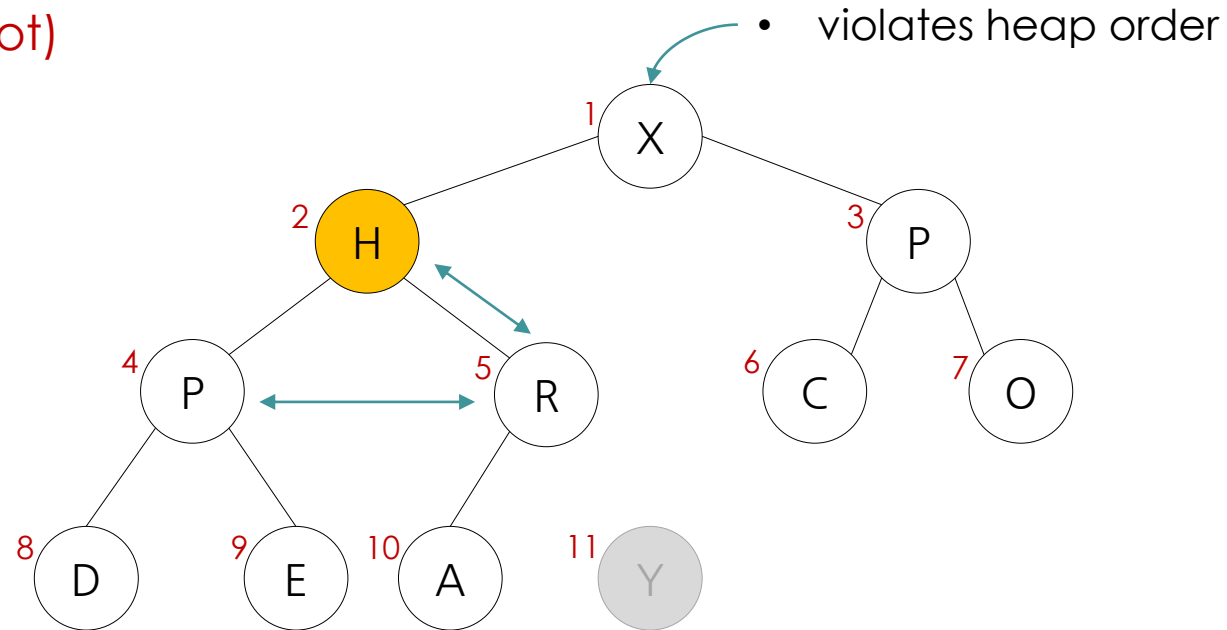 ot)
• violates heap order
1 X
2 H
3 P
4 P
5 R
6 C
7 O
8 D
9 E
10 A
11 Y